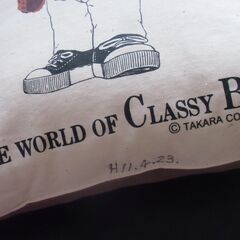 E WORLD OF CLASSY B
© TAKARA CO
H11.4.23.